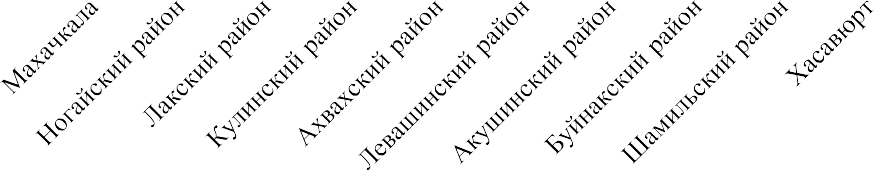 Махачкала
Ногайский район
Лакский район
Кулинский район
Ахвахский район
Левашинский район
Акушинский район
Буйнакский район
Шамильский район
Хасавюрт